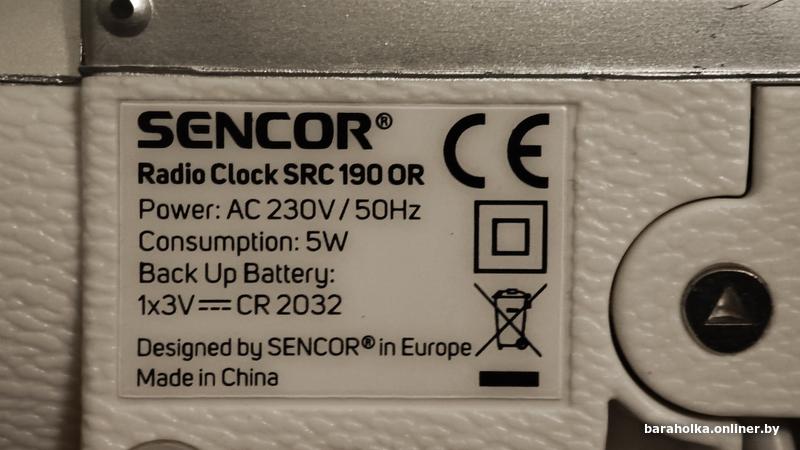 SENCOR®
Radio Clock SRC 190 OR
Power: AC 230V / 50Hz
Consumption: 5W
Back Up Battery:
1x3V⎓CR 2032
Designed by SENCOR® in Europe
Made in China
CE
baraholka.onliner.by